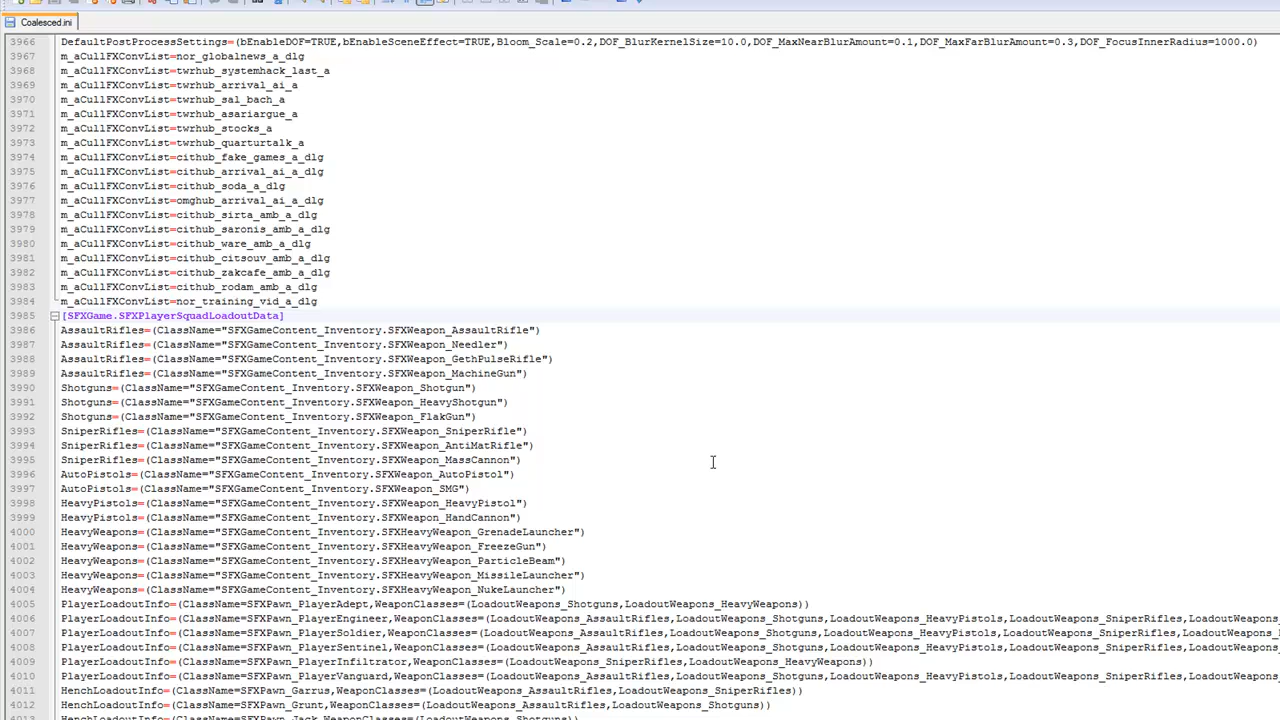 Coalesced.ini
3966 DefaultPostProcessSettings=(bEnableDOF=TRUE,bEnableSceneEffect=TRUE,Bloom_Scale=0.2,DOF_BlurKernelSize=10.0,DOF_MaxNearBlurAmount=0.1,DOF_MaxFarBlurAmount=0.3,DOF_FocusInnerRadius=1000.0)
3967 m_aCullFXConvList=nor_globalnews_a_dlg
3968 m_aCullFXConvList=twrhub_systemhack_last_a
3969 m_aCullFXConvList=twrhub_arrival_ai_a
3970 m_aCullFXConvList=twrhub_sal_bach_a
3971 m_aCullFXConvList=twrhub_asariargue_a
3972 m_aCullFXConvList=twrhub_stocks_a
3973 m_aCullFXConvList=twrhub_quarturtalk_a
3974 m_aCullFXConvList=cithub_fake_games_a_dlg
3975 m_aCullFXConvList=cithub_arrival_ai_a_dlg
3976 m_aCullFXConvList=cithub_soda_a_dlg
3977 m_aCullFXConvList=omghub_arrival_ai_a_dlg
3978 m_aCullFXConvList=cithub_sirta_amb_a_dlg
3979 m_aCullFXConvList=cithub_saronis_amb_a_dlg
3980 m_aCullFXConvList=cithub_ware_amb_a_dlg
3981 m_aCullFXConvList=cithub_citsouv_amb_a_dlg
3982 m_aCullFXConvList=cithub_zakcafe_amb_a_dlg
3983 m_aCullFXConvList=cithub_rodam_amb_a_dlg
3984 m_aCullFXConvList=nor_training_vid_a_dlg
3985 [SFXGame.SFXPlayerSquadLoadoutData]
3986 AssaultRifles=(ClassName="SFXGameContent_Inventory.SFXWeapon_AssaultRifle")
3987 AssaultRifles=(ClassName="SFXGameContent_Inventory.SFXWeapon_Needler")
3988 AssaultRifles=(ClassName="SFXGameContent_Inventory.SFXWeapon_GethPulseRifle")
3989 AssaultRifles=(ClassName="SFXGameContent_Inventory.SFXWeapon_MachineGun")
3990 Shotguns=(ClassName="SFXGameContent_Inventory.SFXWeapon_Shotgun")
3991 Shotguns=(ClassName="SFXGameContent_Inventory.SFXWeapon_HeavyShotgun")
3992 Shotguns=(ClassName="SFXGameContent_Inventory.SFXWeapon_FlakGun")
3993 SniperRifles=(ClassName="SFXGameContent_Inventory.SFXWeapon_SniperRifle")
3994 SniperRifles=(ClassName="SFXGameContent_Inventory.SFXWeapon_AntiMatRifle")
3995 SniperRifles=(ClassName="SFXGameContent_Inventory.SFXWeapon_MassCannon")
3996 AutoPistols=(ClassName="SFXGameContent_Inventory.SFXWeapon_AutoPistol")
3997 AutoPistols=(ClassName="SFXGameContent_Inventory.SFXWeapon_SMG")
3998 HeavyPistols=(ClassName="SFXGameContent_Inventory.SFXWeapon_HeavyPistol")
3999 HeavyPistols=(ClassName="SFXGameContent_Inventory.SFXWeapon_HandCannon")
4000 HeavyWeapons=(ClassName="SFXGameContent_Inventory.SFXHeavyWeapon_GrenadeLauncher")
4001 HeavyWeapons=(ClassName="SFXGameContent_Inventory.SFXHeavyWeapon_FreezeGun")
4002 HeavyWeapons=(ClassName="SFXGameContent_Inventory.SFXHeavyWeapon_ParticleBeam")
4003 HeavyWeapons=(ClassName="SFXGameContent_Inventory.SFXHeavyWeapon_MissileLauncher")
4004 HeavyWeapons=(ClassName="SFXGameContent_Inventory.SFXHeavyWeapon_NukeLauncher")
4005 PlayerLoadoutInfo=(ClassName=SFXPawn_PlayerAdept,WeaponClasses=(LoadoutWeapons_Shotguns,LoadoutWeapons_HeavyWeapons))
4006 PlayerLoadoutInfo=(ClassName=SFXPawn_PlayerEngineer,WeaponClasses=(LoadoutWeapons_AssaultRifles,LoadoutWeapons_Shotguns,LoadoutWeapons_HeavyPistols,LoadoutWeapons_SniperRifles,LoadoutWeapons_
4007 PlayerLoadoutInfo=(ClassName=SFXPawn_PlayerSoldier,WeaponClasses=(LoadoutWeapons_AssaultRifles,LoadoutWeapons_Shotguns,LoadoutWeapons_HeavyPistols,LoadoutWeapons_SniperRifles,LoadoutWeapons_
4008 PlayerLoadoutInfo=(ClassName=SFXPawn_PlayerSentinel,WeaponClasses=(LoadoutWeapons_AssaultRifles,LoadoutWeapons_Shotguns,LoadoutWeapons_HeavyPistols,LoadoutWeapons_SniperRifles,LoadoutWeapons_
4009 PlayerLoadoutInfo=(ClassName=SFXPawn_PlayerInfiltrator,WeaponClasses=(LoadoutWeapons_SniperRifles,LoadoutWeapons_HeavyWeapons))
4010 PlayerLoadoutInfo=(ClassName=SFXPawn_PlayerVanguard,WeaponClasses=(LoadoutWeapons_AssaultRifles,LoadoutWeapons_Shotguns,LoadoutWeapons_HeavyPistols,LoadoutWeapons_SniperRifles,LoadoutWeapons_
4011 HenchLoadoutInfo=(ClassName=SFXPawn_Garrus,WeaponClasses=(LoadoutWeapons_AssaultRifles,LoadoutWeapons_SniperRifles))
4012 HenchLoadoutInfo=(ClassName=SFXPawn_Grunt,WeaponClasses=(LoadoutWeapons_AssaultRifles,LoadoutWeapons_Shotguns))
4013 HenchLoadoutInfo=(ClassName=SFXPawn_Jack,WeaponClasses=(LoadoutWeapons_Shotguns))